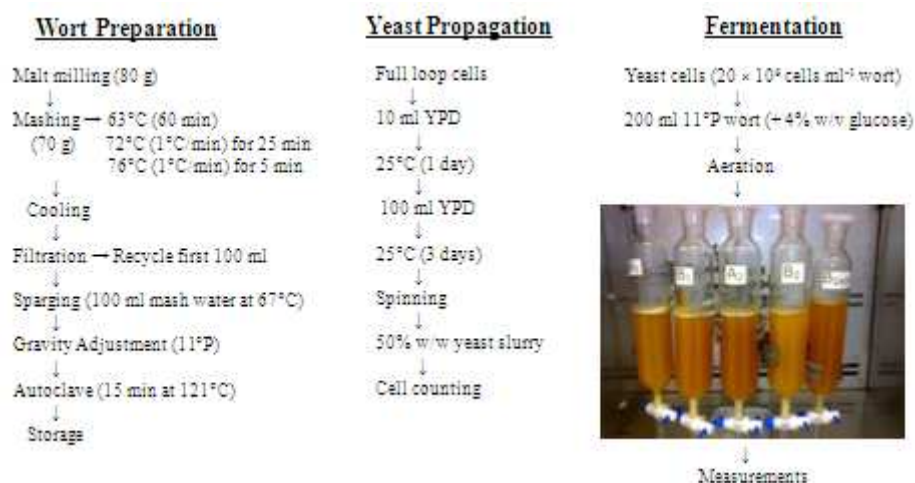 Wort Preparation
Malt milling (80 g)
↓
Mashing → 63°C (60 min)
(70 g) 72°C (1°C/min) for 25 min
76°C (1°C/min) for 5 min
↓
Cooling
↓
Filtration → Recycle first 100 ml
↓
Sparging (100 ml mash water at 67°C)
↓
Gravity Adjustment (11°P)
↓
Autoclave (15 min at 121°C)
↓
Storage
Yeast Propagation
Full loop cells
↓
10 ml YPD
↓
25°C (1 day)
↓
100 ml YPD
↓
25°C (3 days)
↓
Spinning
↓
50% w/w yeast slurry
↓
Cell counting
Fermentation
Yeast cells (20 × 10⁶ cells ml⁻¹ wort)
↓
200 ml 11°P wort (+ 4% w/v glucose)
↓
Aeration
↓
↓
Measurements